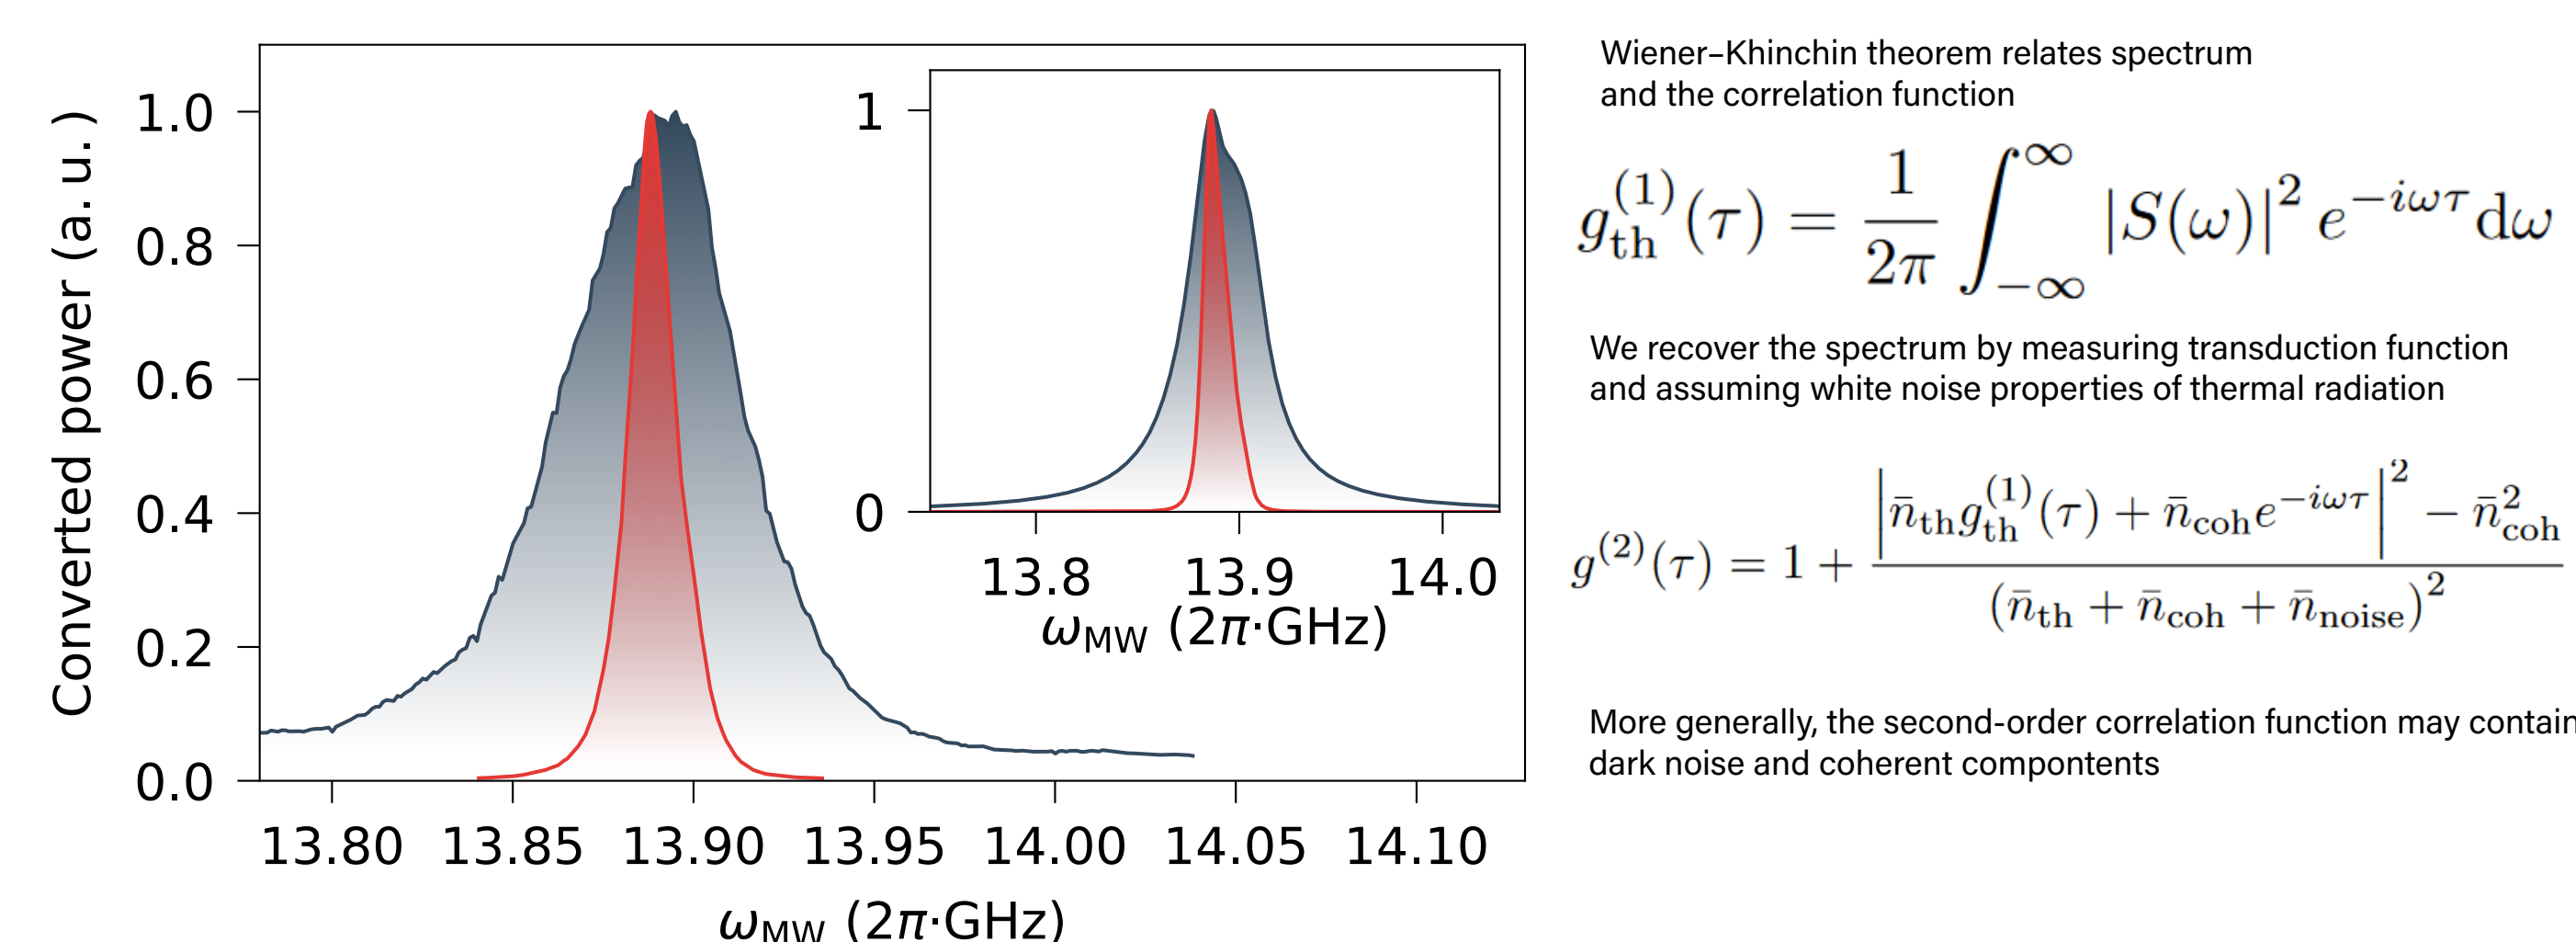 Converted power (a. u. )
1.0
0.8
0.6
0.4
0.2
0.0
13.80 13.85 13.90 13.95 14.00 14.05 14.10
ω_MW (2π·GHz)
1
0
13.8 13.9 14.0
ω_MW (2π·GHz)
Wiener–Khinchin theorem relates spectrum
and the correlation function
g_th^(1)(τ) = 1/2π ∫_−∞^∞ |S(ω)|² e^−iωτ dω
We recover the spectrum by measuring transduction function
and assuming white noise properties of thermal radiation
g^(2)(τ) = 1 + (|n̄_th g_th^(1)(τ) + n̄_coh e^−iωτ|² − n̄_coh²) / (n̄_th + n̄_coh + n̄_noise)²
More generally, the second-order correlation function may contain
dark noise and coherent compontents